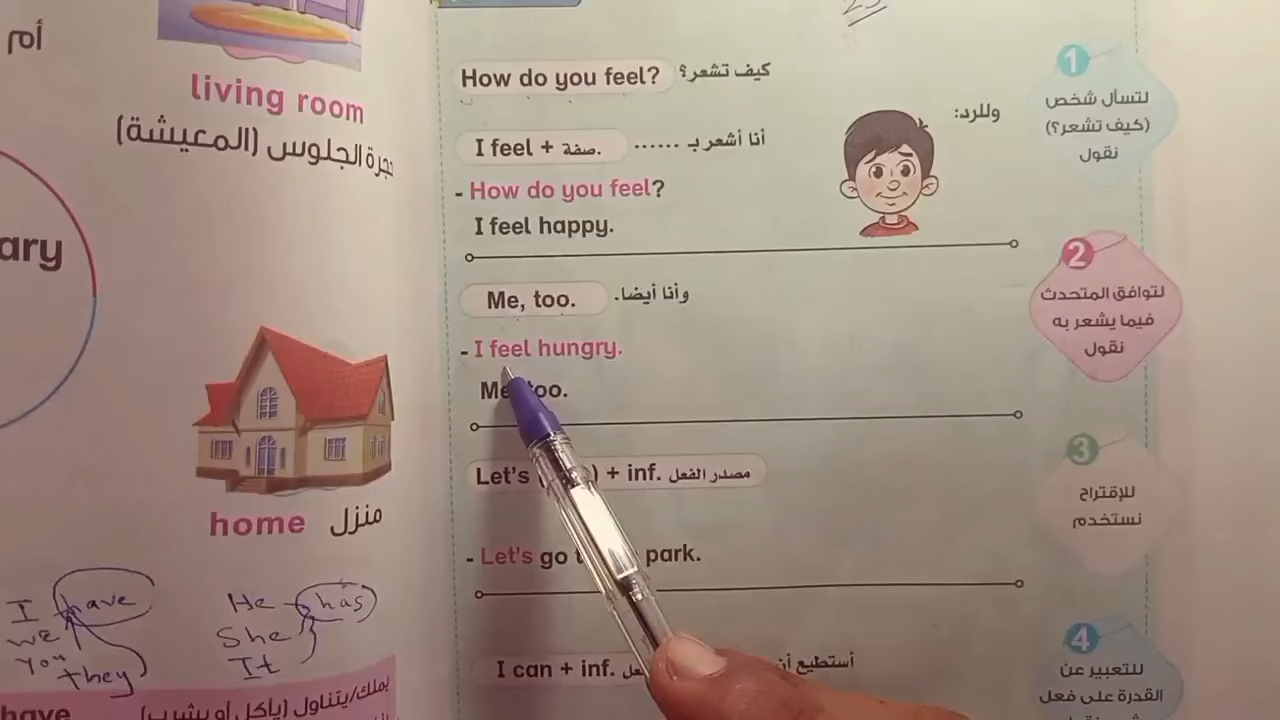 أم
living room
حجرة الجلوس (المعيشة)
ary
home منزل
I have
we
you
they
He has
She
It
have يملك/يتناول (يأكل أو يشرب)
23
How do you feel? كيف تشعر؟
وللرد:
I feel + صفة. ...... أنا أشعر بـ
- How do you feel?
I feel happy.
1
لتسأل شخص
(كيف تشعر؟)
نقول
Me, too. وأنا أيضا.
- I feel hungry.
Me, too.
2
لتوافق المتحدث
فيما يشعر به
نقول
Let's ( ) + inf. مصدر الفعل
- Let's go park.
3
للإقتراح
نستخدم
I can + inf. أستطيع أن
4
للتعبير عن
القدرة على فعل